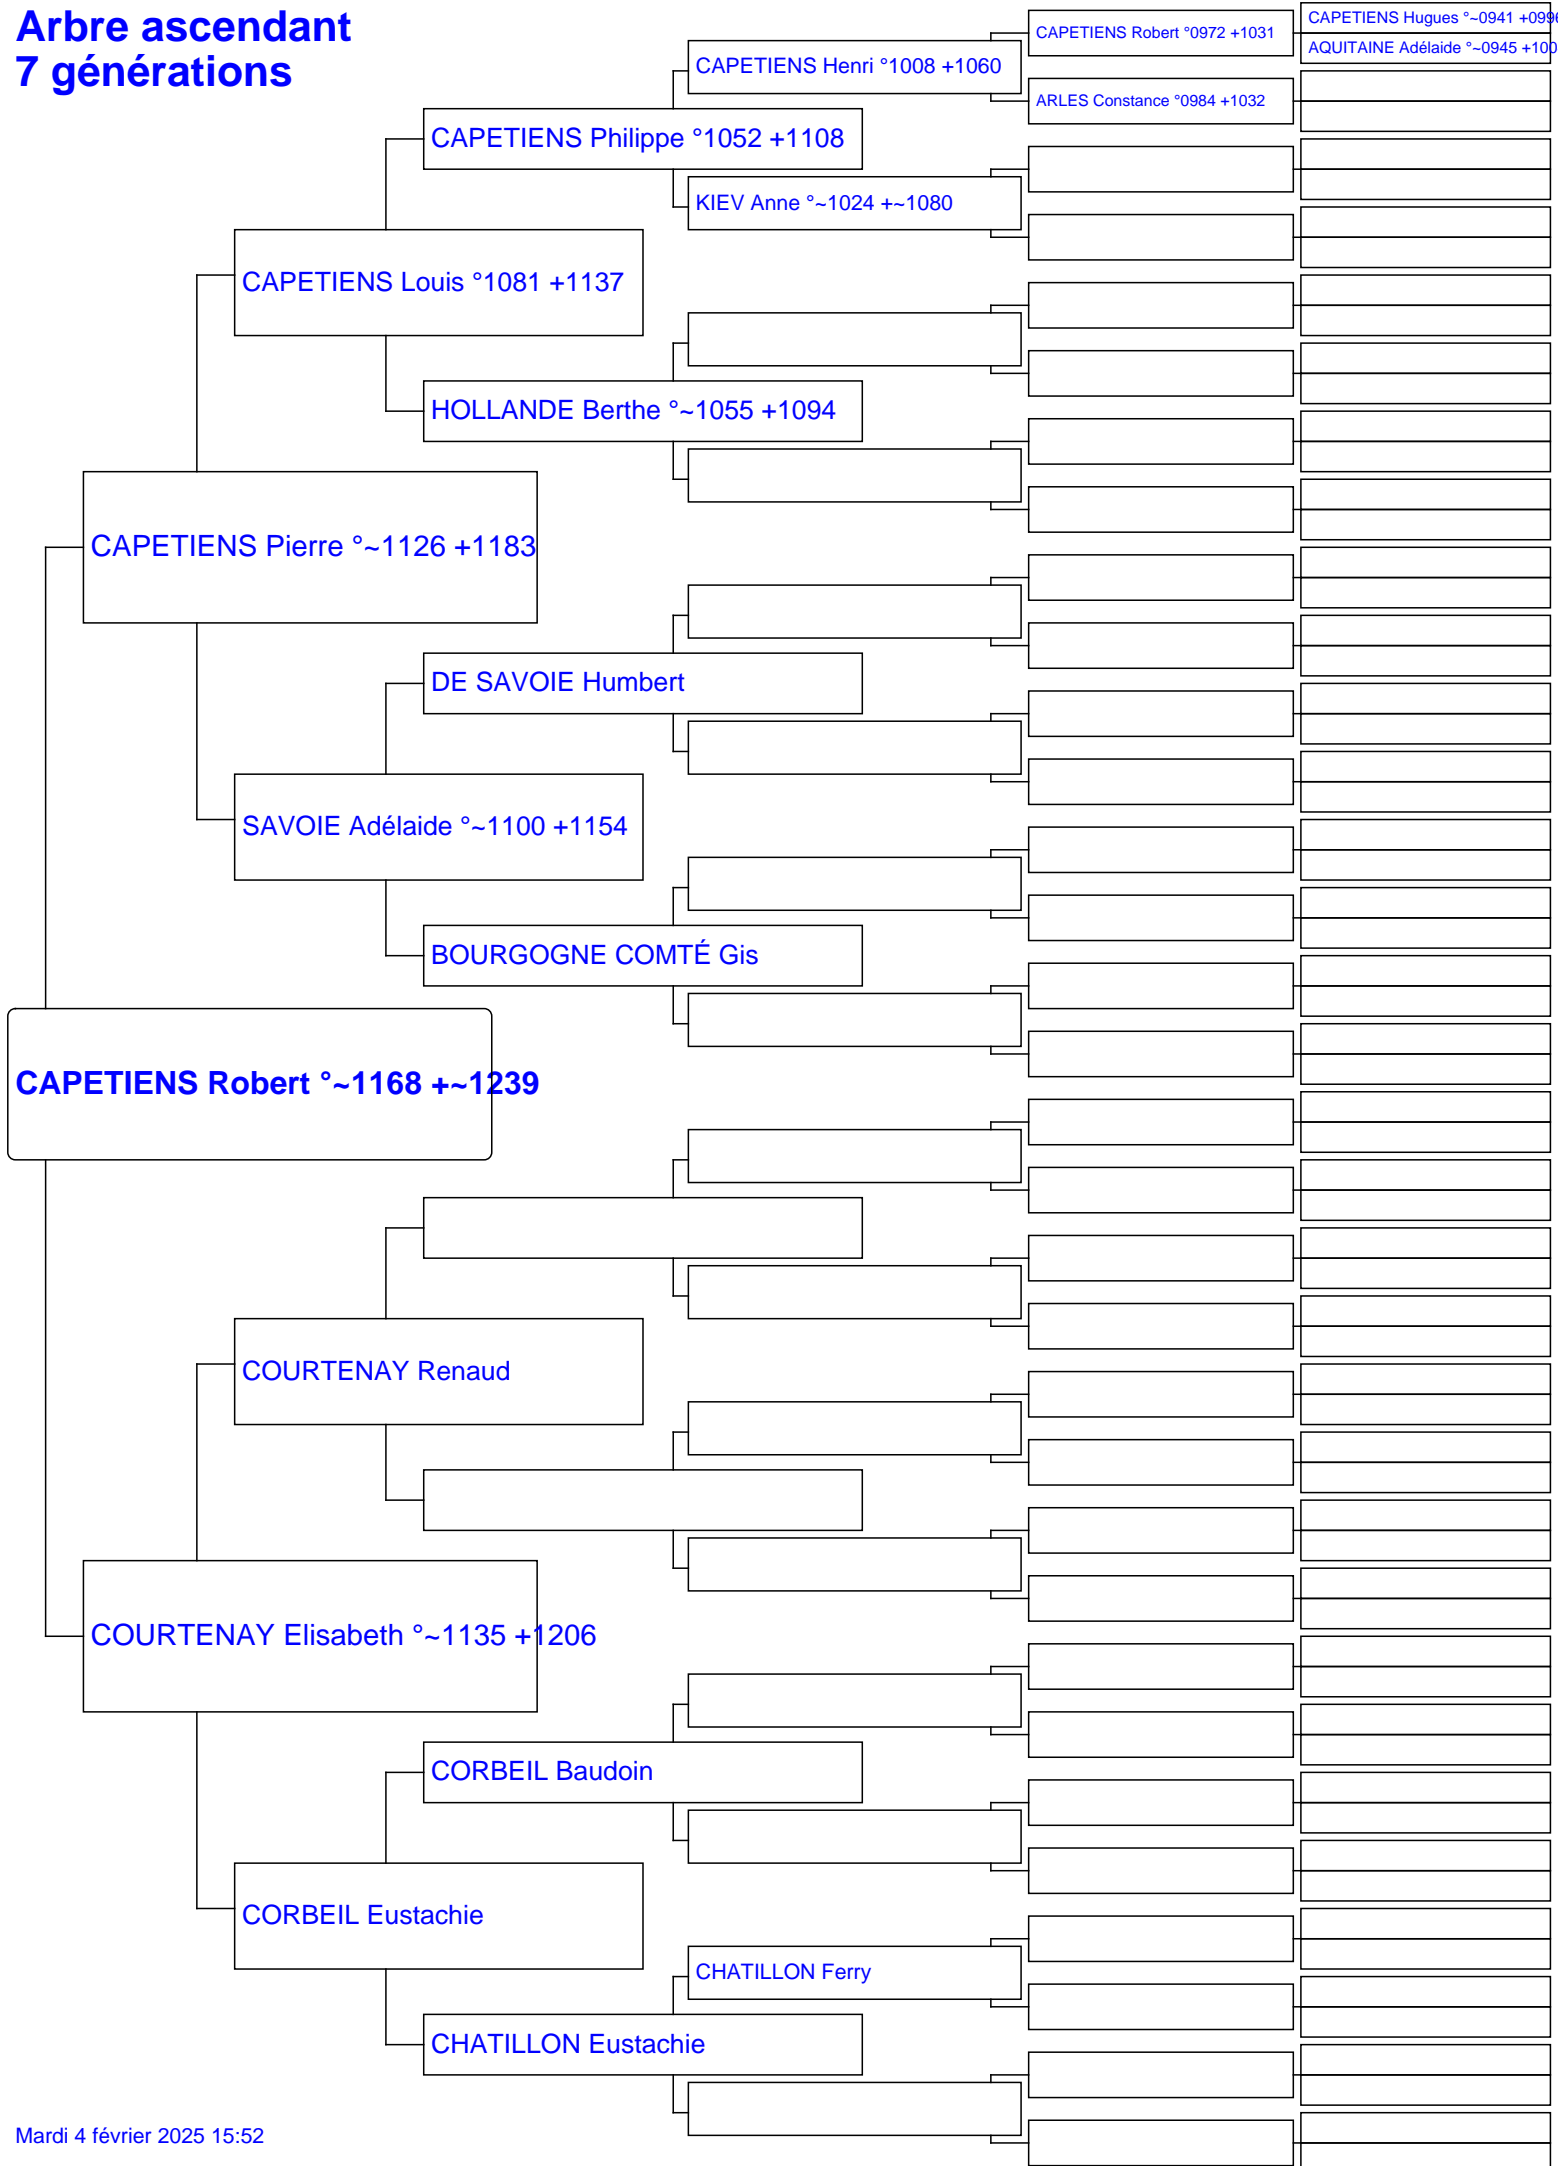 Arbre ascendant
7 générations
CAPETIENS Hugues °~0941 +0996
CAPETIENS Robert °0972 +1031
AQUITAINE Adélaide °~0945 +100
CAPETIENS Henri °1008 +1060
ARLES Constance °0984 +1032
CAPETIENS Philippe °1052 +1108
KIEV Anne °~1024 +~1080
CAPETIENS Louis °1081 +1137
HOLLANDE Berthe °~1055 +1094
CAPETIENS Pierre °~1126 +1183
DE SAVOIE Humbert
SAVOIE Adélaide °~1100 +1154
BOURGOGNE COMTÉ Gis
CAPETIENS Robert °~1168 +~1239
COURTENAY Renaud
COURTENAY Elisabeth °~1135 +1206
CORBEIL Baudoin
CORBEIL Eustachie
CHATILLON Ferry
CHATILLON Eustachie
Mardi 4 février 2025 15:52